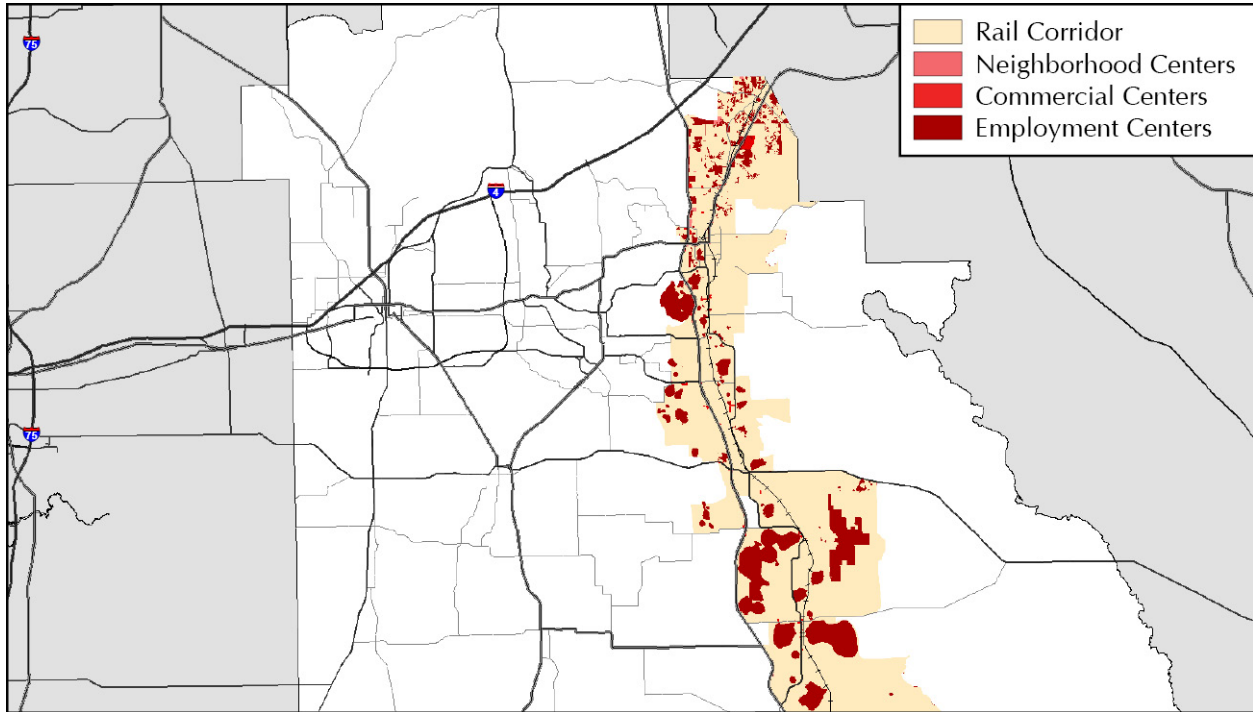 75
Rail Corridor
Neighborhood Centers
Commercial Centers
Employment Centers
4
75